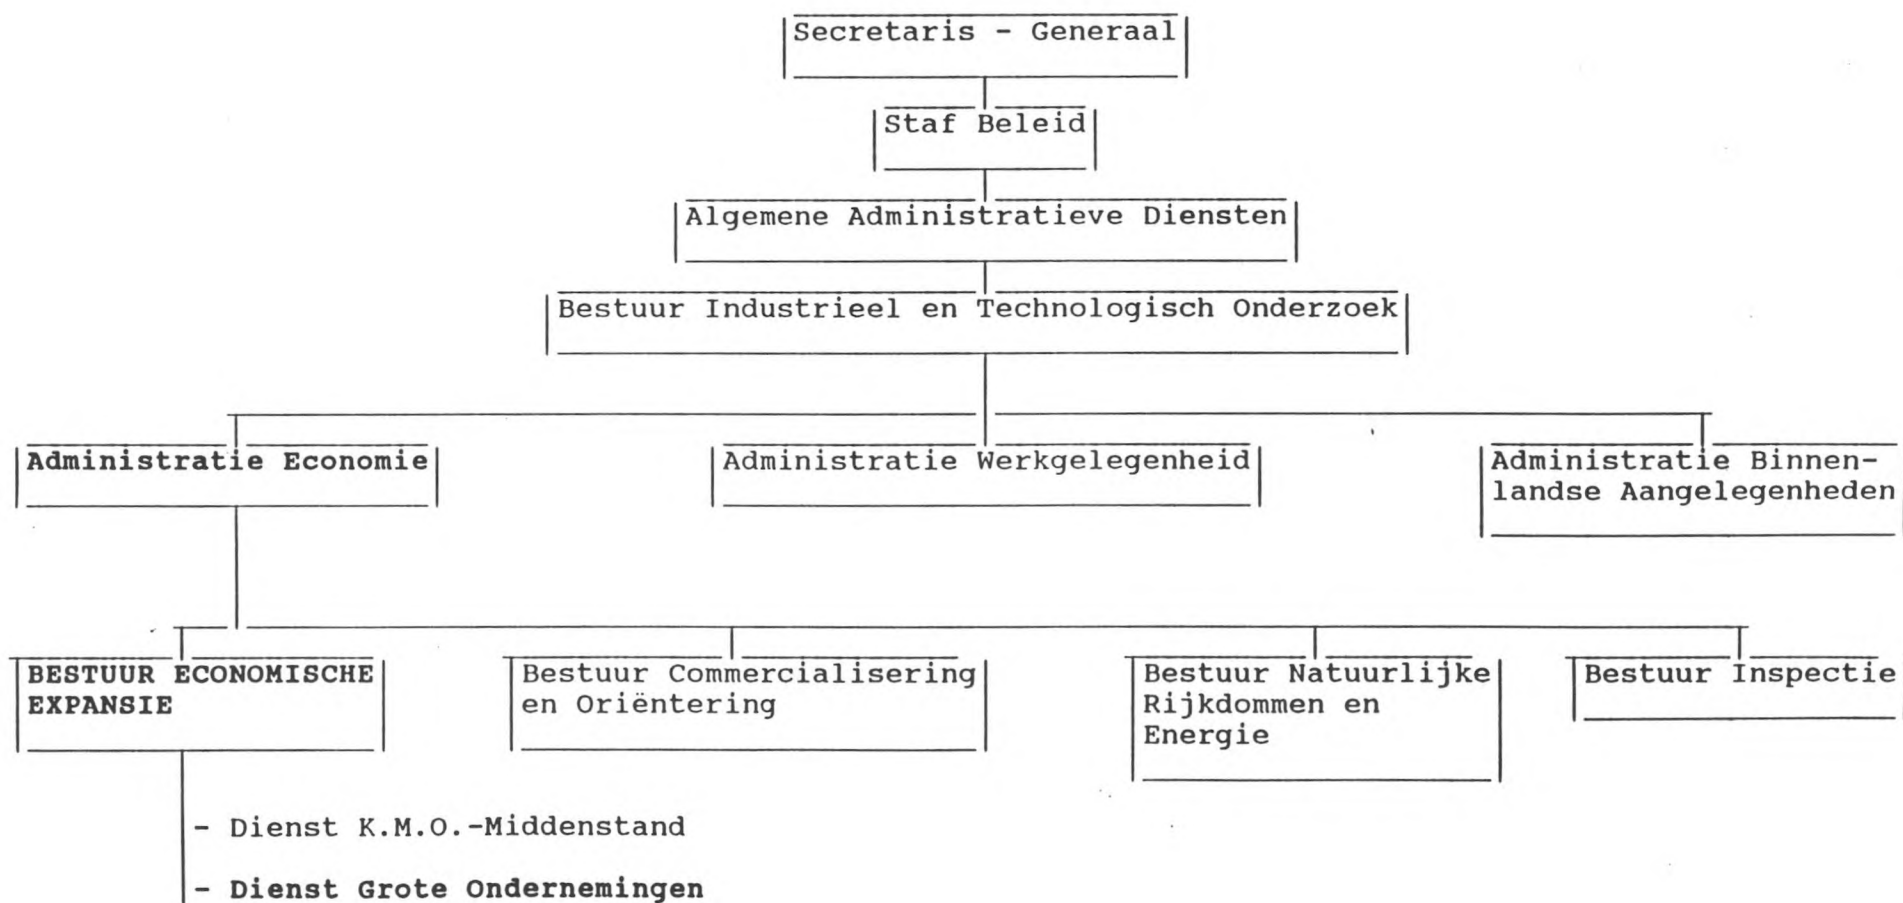 Secretaris - Generaal
Staf Beleid
Algemene Administratieve Diensten
Bestuur Industrieel en Technologisch Onderzoek
Administratie Economie
Administratie Werkgelegenheid
Administratie Binnen-
landse Aangelegenheden
BESTUUR ECONOMISCHE
EXPANSIE
Bestuur Commercialisering
en Oriëntering
Bestuur Natuurlijke
Rijkdommen en
Energie
Bestuur Inspectie
- Dienst K.M.O.-Middenstand
- Dienst Grote Ondernemingen